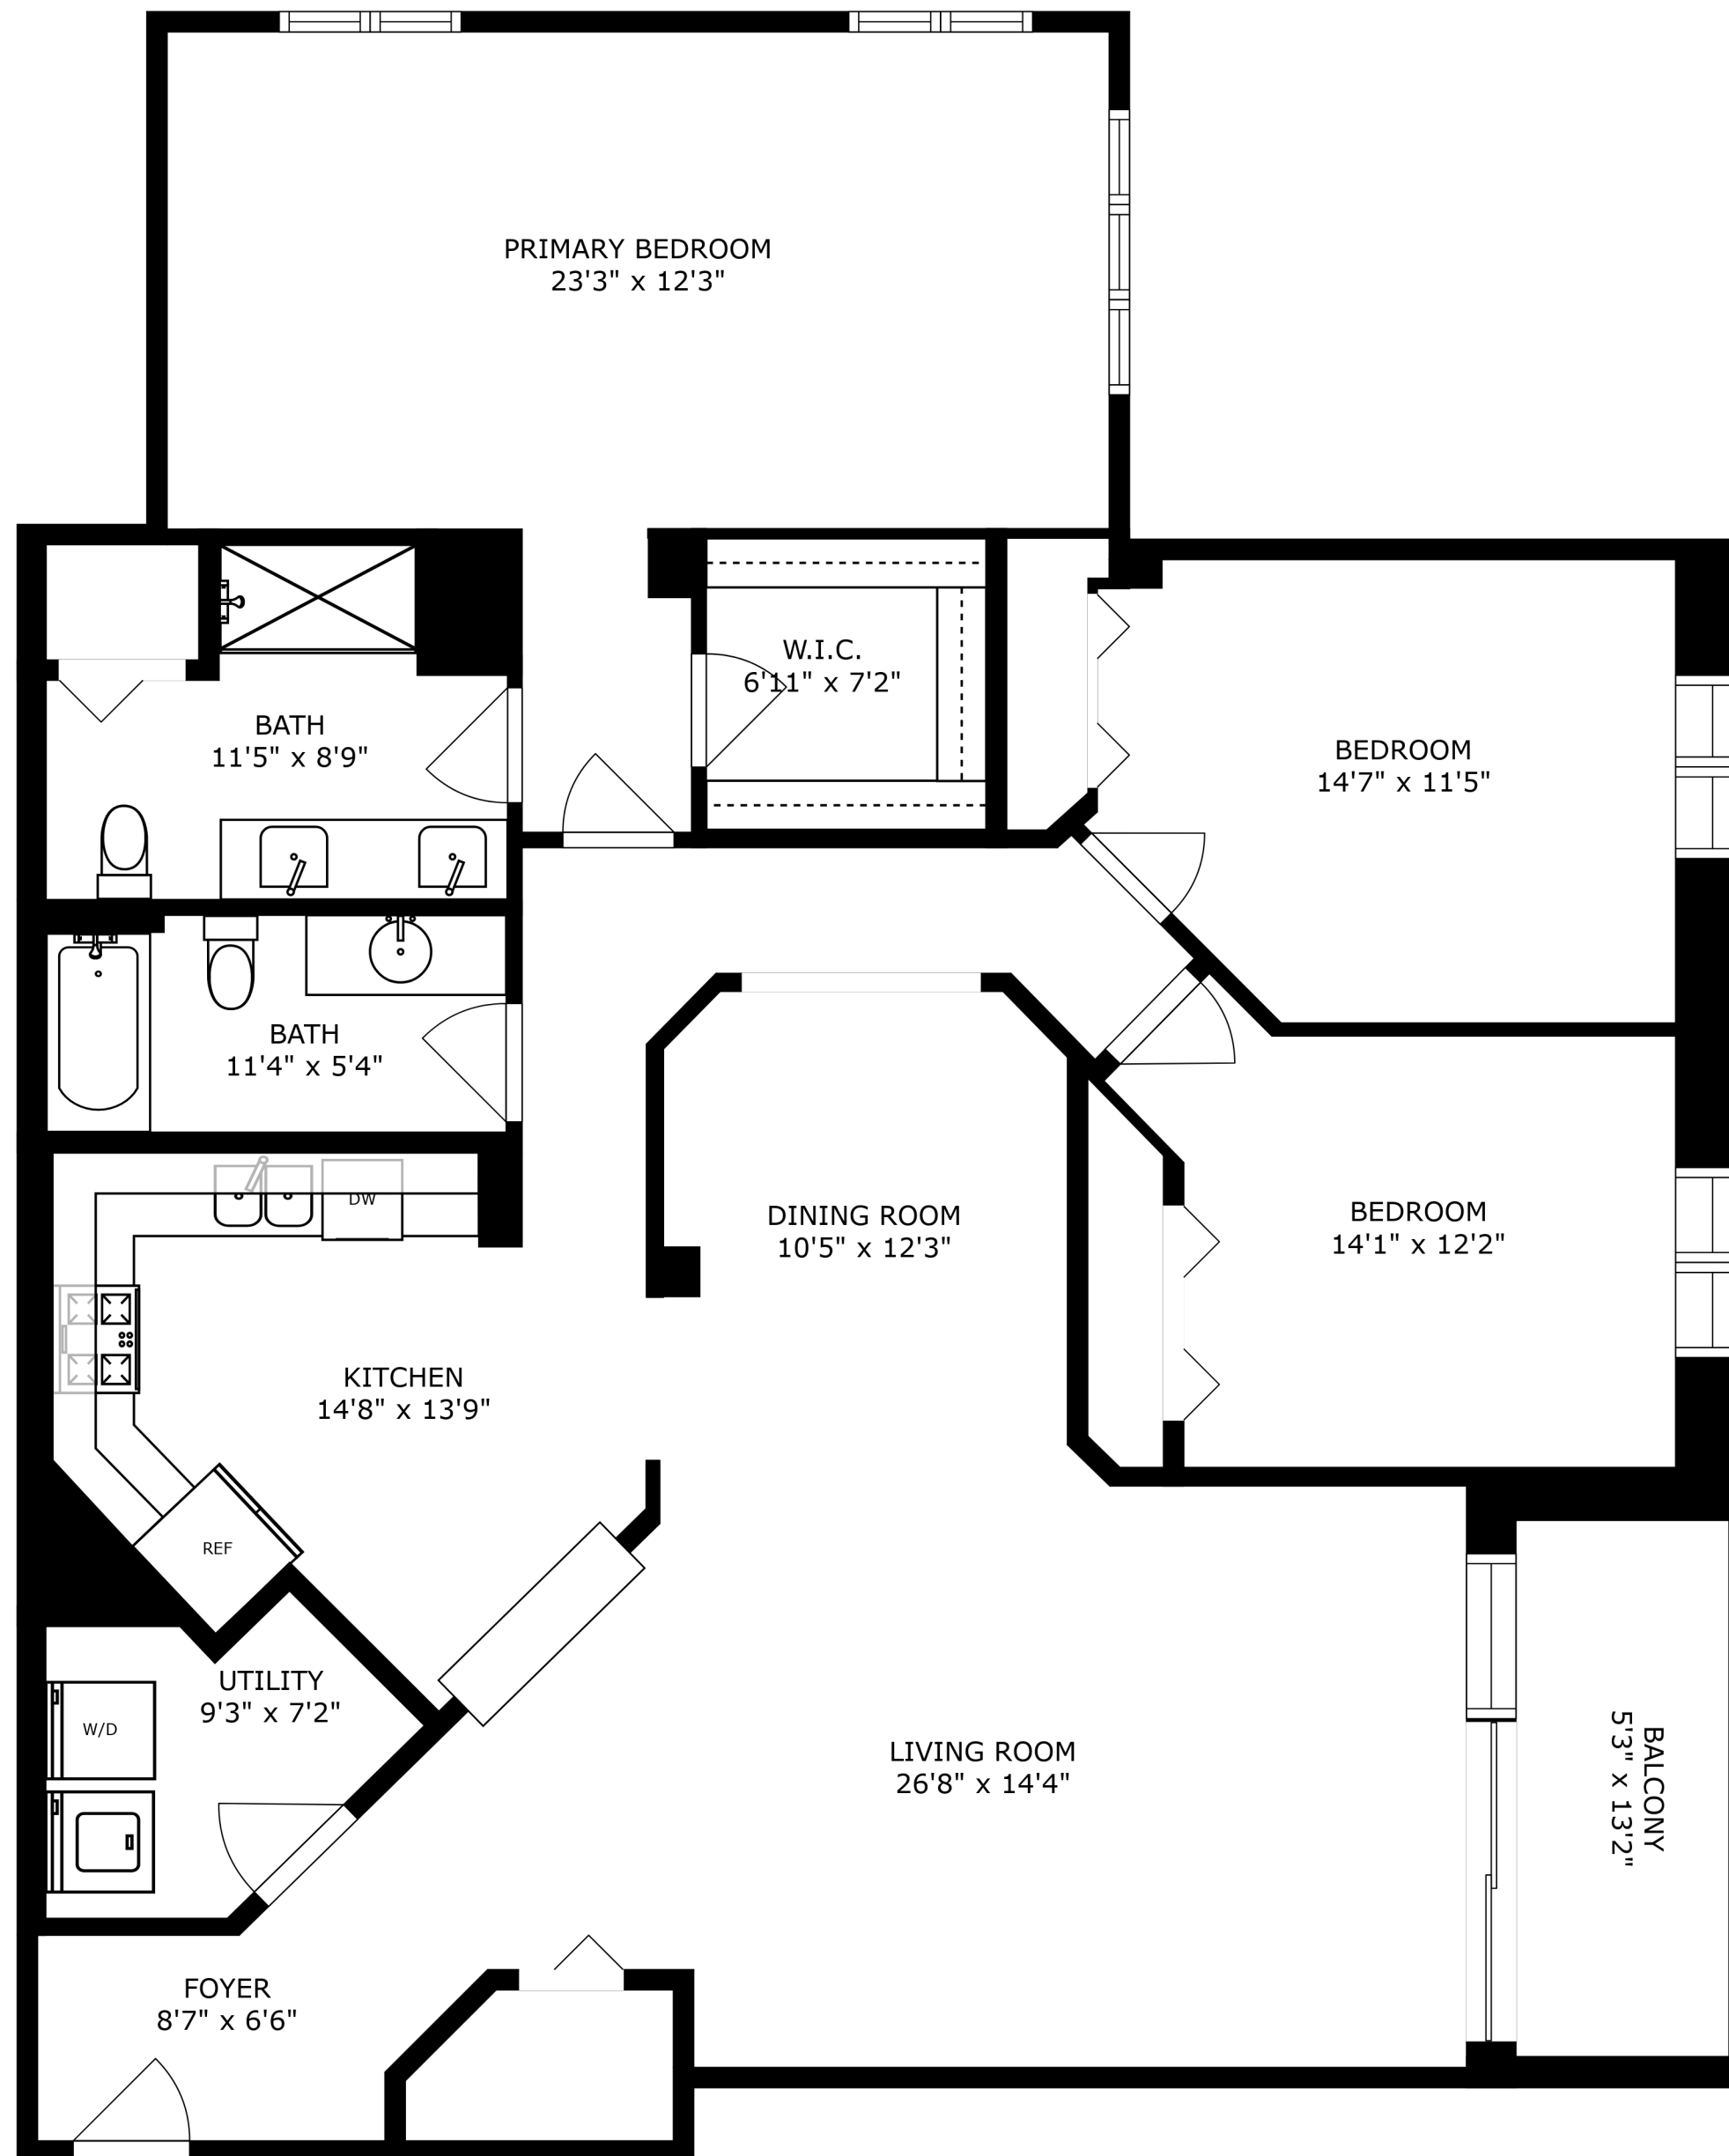 PRIMARY BEDROOM
23'3" x 12'3"
W.I.C.
6'11" x 7'2"
BATH
11'5" x 8'9"
BEDROOM
14'7" x 11'5"
BATH
11'4" x 5'4"
DW
DINING ROOM
10'5" x 12'3"
BEDROOM
14'1" x 12'2"
KITCHEN
14'8" x 13'9"
REF
UTILITY
9'3" x 7'2"
W/D
LIVING ROOM
26'8" x 14'4"
BALCONY
5'3" x 13'2"
FOYER
8'7" x 6'6"